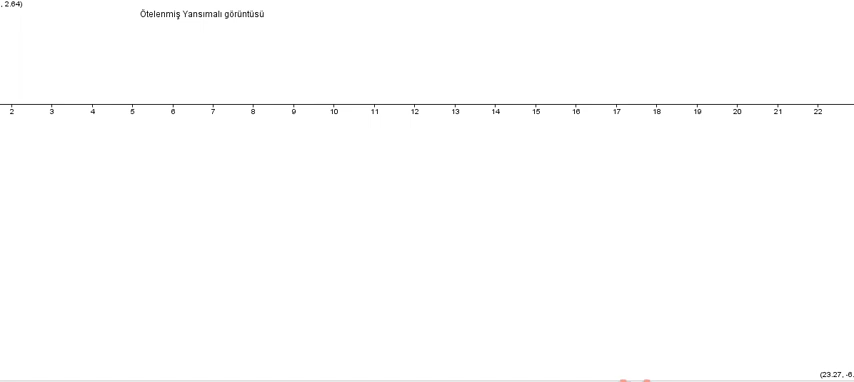 , 2.64)
Ötelenmiş Yansımalı görüntüsü
2 3 4 5 6 7 8 9 10 11 12 13 14 15 16 17 18 19 20 21 22
(23.27, -6.